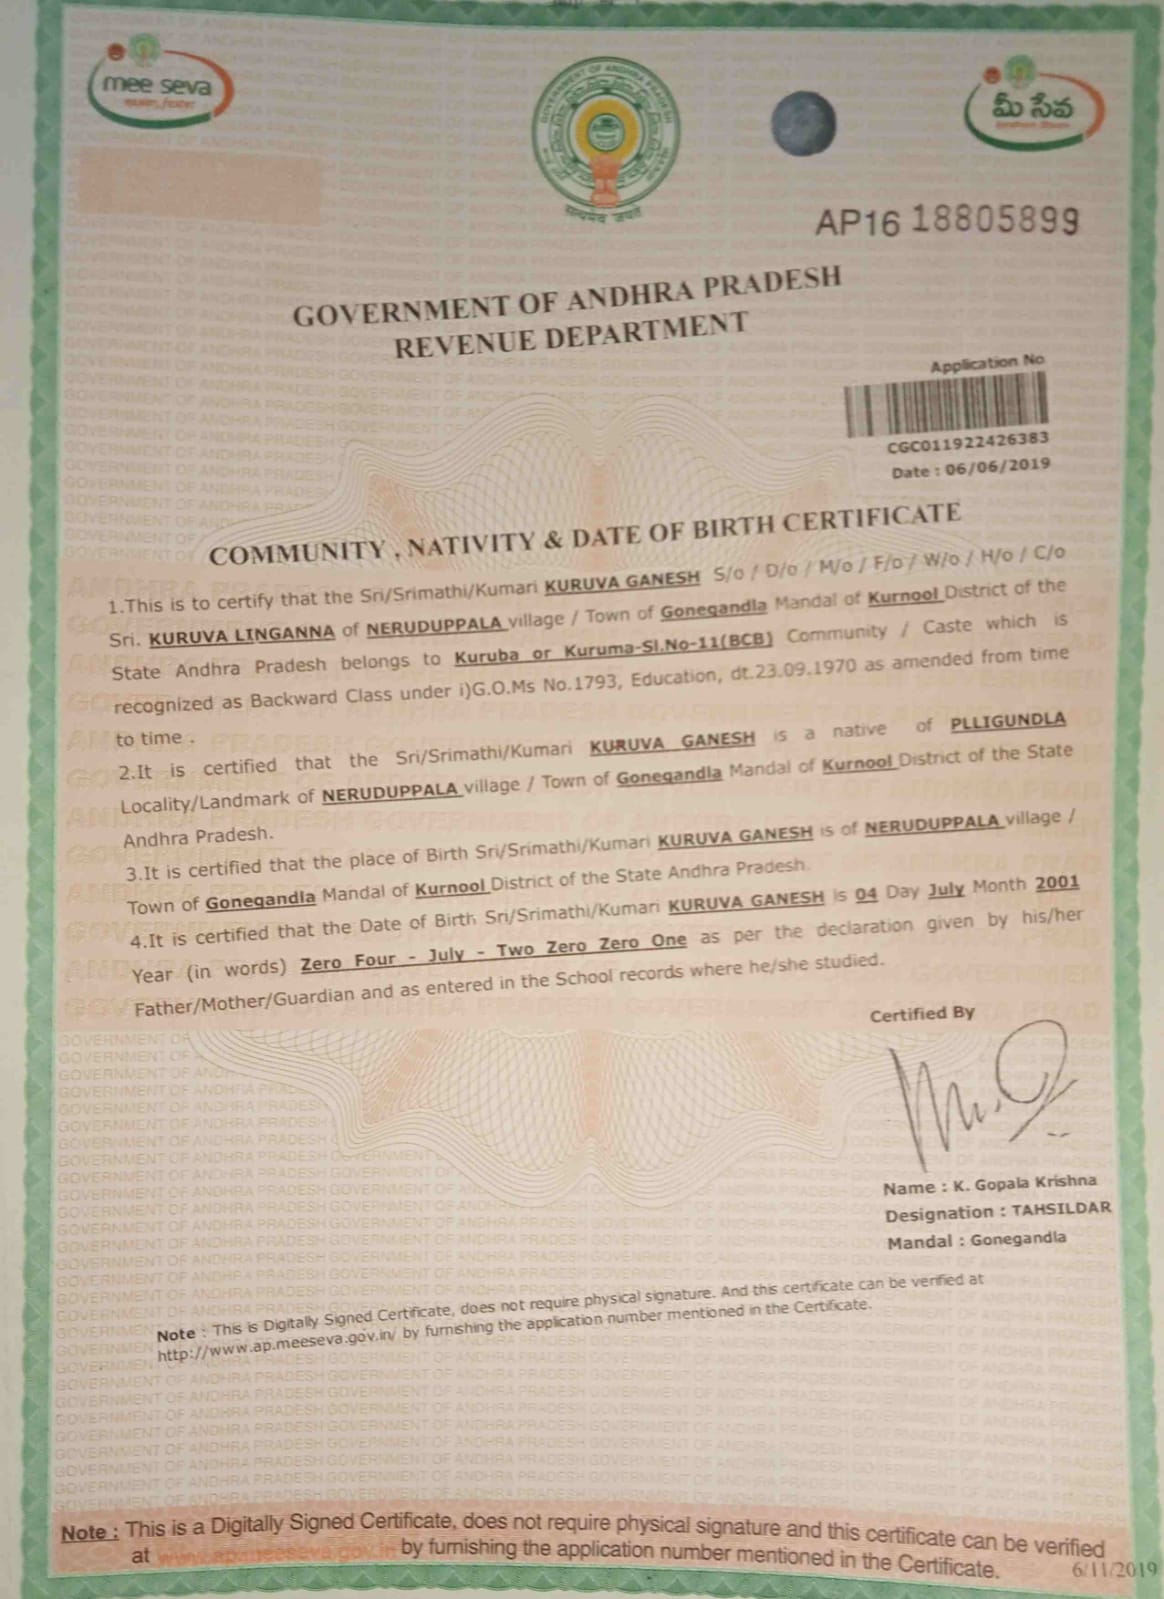 mee seva
మీ సేవ
GOVERNMENT OF ANDHRA PRADESH
सत्यमेव जयते
AP16 18805899
GOVERNMENT OF ANDHRA PRADESH
REVENUE DEPARTMENT
Application No
CGC011922426383
Date : 06/06/2019
COMMUNITY , NATIVITY & DATE OF BIRTH CERTIFICATE
1.This is to certify that the Sri/Srimathi/Kumari KURUVA GANESH S/o / D/o / M/o / F/o / W/o / H/o / C/o
Sri. KURUVA LINGANNA of NERUDUPPALA village / Town of Gonegandla Mandal of Kurnool District of the
State Andhra Pradesh belongs to Kuruba or Kuruma-Sl.No-11(BCB) Community / Caste which is
recognized as Backward Class under i)G.O.Ms No.1793, Education, dt.23.09.1970 as amended from time
to time .
2.It is certified that the Sri/Srimathi/Kumari KURUVA GANESH is a native of PLLIGUNDLA
Locality/Landmark of NERUDUPPALA village / Town of Gonegandla Mandal of Kurnool District of the State
Andhra Pradesh.
3.It is certified that the place of Birth Sri/Srimathi/Kumari KURUVA GANESH is of NERUDUPPALA village /
Town of Gonegandla Mandal of Kurnool District of the State Andhra Pradesh.
4.It is certified that the Date of Birth Sri/Srimathi/Kumari KURUVA GANESH is 04 Day July Month 2001
Year (in words) Zero Four - July - Two Zero Zero One as per the declaration given by his/her
Father/Mother/Guardian and as entered in the School records where he/she studied.
Certified By
Name : K. Gopala Krishna
Designation : TAHSILDAR
Mandal : Gonegandla
Note : This is Digitally Signed Certificate, does not require physical signature. And this certificate can be verified at
http://www.ap.meeseva.gov.in/ by furnishing the application number mentioned in the Certificate.
Note : This is a Digitally Signed Certificate, does not require physical signature and this certificate can be verified
at www.ap.meeseva.gov.in by furnishing the application number mentioned in the Certificate.
6/11/2019